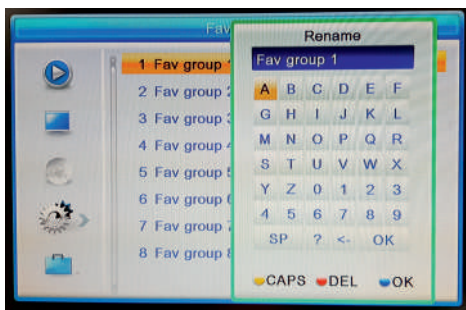 Fav
1 Fav group
2 Fav group
3 Fav group
4 Fav group
5 Fav group
6 Fav group
7 Fav group
8 Fav group
Rename
Fav group 1
A B C D E F
G H I J K L
M N O P Q R
S T U V W X
Y Z 0 1 2 3
4 5 6 7 8 9
SP ? <- OK
CAPS DEL OK